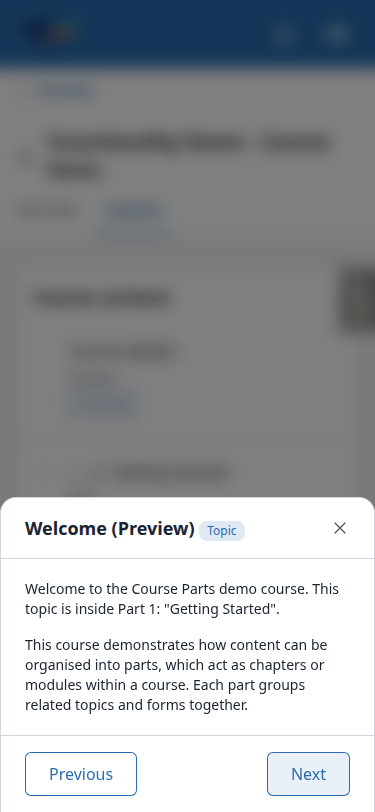 Welcome (Preview) Topic
Welcome to the Course Parts demo course. This
topic is inside Part 1: "Getting Started".
This course demonstrates how content can be
organised into parts, which act as chapters or
modules within a course. Each part groups
related topics and forms together.
Previous Next